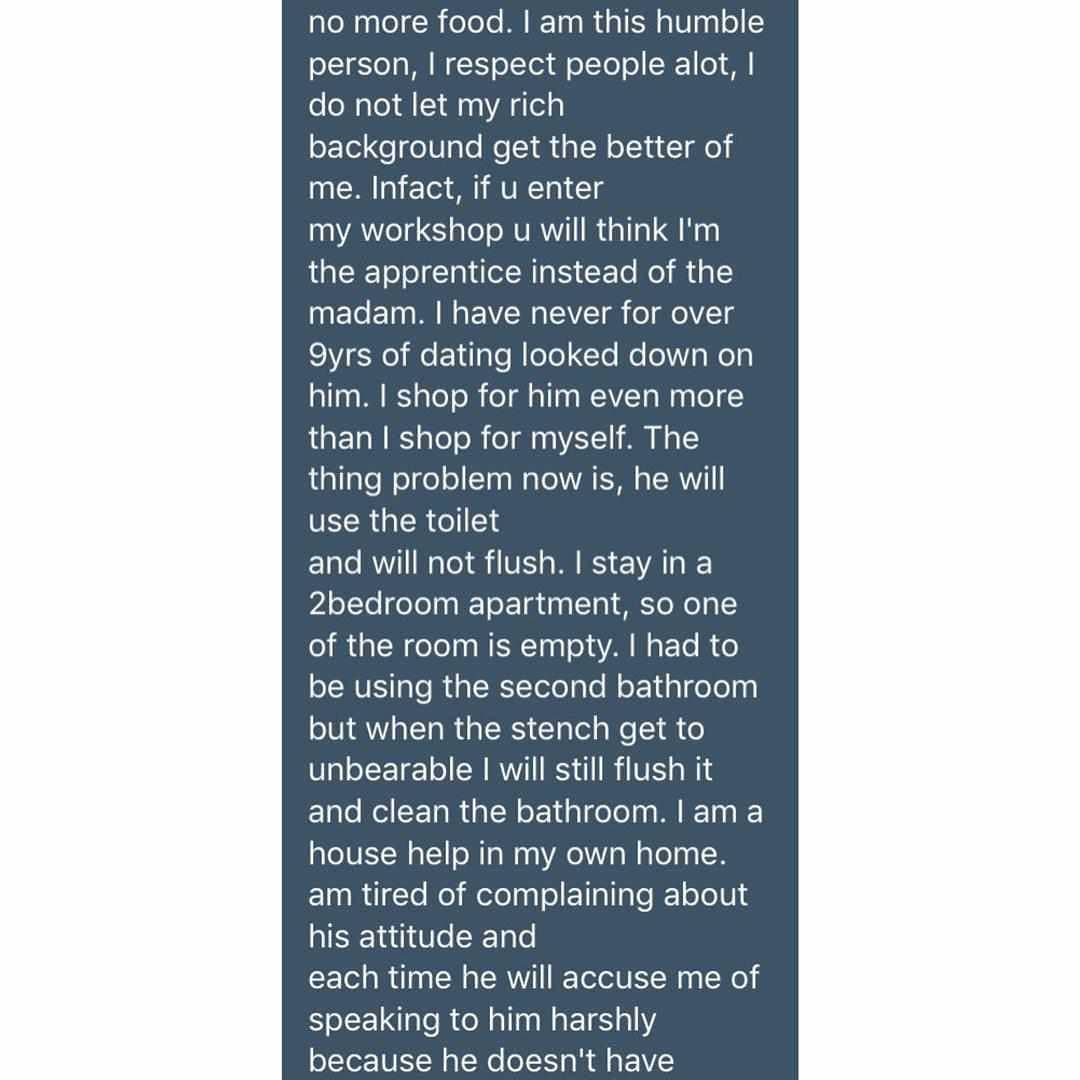 no more food. I am this humble
person, I respect people alot, I
do not let my rich
background get the better of
me. Infact, if u enter
my workshop u will think I'm
the apprentice instead of the
madam. I have never for over
9yrs of dating looked down on
him. I shop for him even more
than I shop for myself. The
thing problem now is, he will
use the toilet
and will not flush. I stay in a
2bedroom apartment, so one
of the room is empty. I had to
be using the second bathroom
but when the stench get to
unbearable I will still flush it
and clean the bathroom. I am a
house help in my own home.
am tired of complaining about
his attitude and
each time he will accuse me of
speaking to him harshly
because he doesn't have